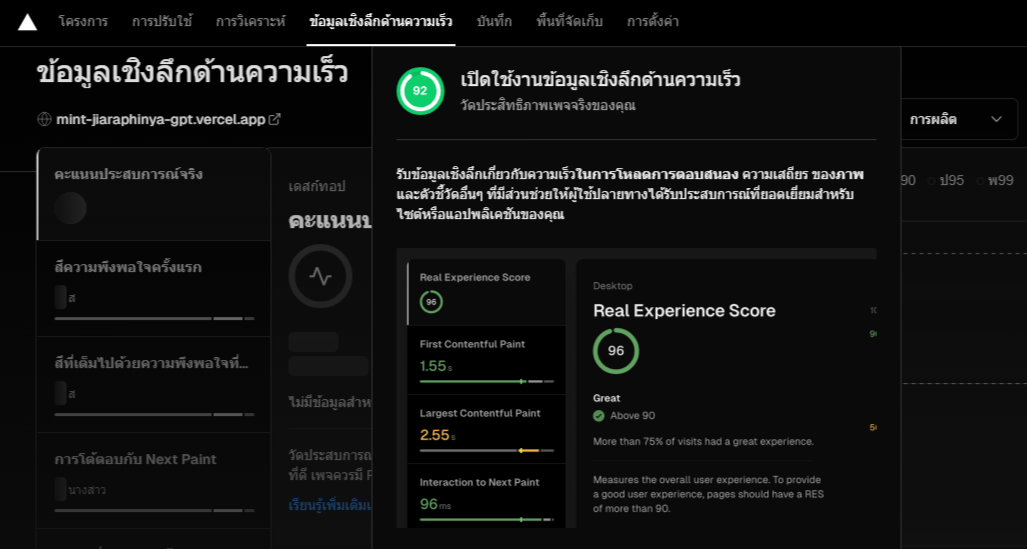 โครงการ
การปรับใช้
การวิเคราะห์
ข้อมูลเชิงลึกด้านความเร็ว
บันทึก
พื้นที่จัดเก็บ
การตั้งค่า
ข้อมูลเชิงลึกด้านความเร็ว
mint-jiaraphinya-gpt.vercel.app
การผลิต
90
ป95
พ99
คะแนนประสบการณ์จริง
สีความพึงพอใจครั้งแรก
ส
สีที่เต็มไปด้วยความพึงพอใจที่...
ส
การโต้ตอบกับ Next Paint
นางสาว
เดสก์ทอป
คะแนนป
ไม่มีข้อมูลสำห
วัดประสบการณ
ที่ดี เพจควรมี
เรียนรู้เพิ่มเติมเ
92
เปิดใช้งานข้อมูลเชิงลึกด้านความเร็ว
วัดประสิทธิภาพเพจจริงของคุณ
รับข้อมูลเชิงลึกเกี่ยวกับความเร็วในการโหลดการตอบสนอง ความเสถียร ของภาพ
และตัวชี้วัดอื่นๆ ที่มีส่วนช่วยให้ผู้ใช้ปลายทางได้รับประสบการณ์ที่ยอดเยี่ยมสำหรับ
ไซต์หรือแอปพลิเคชันของคุณ
Real Experience Score
96
First Contentful Paint
1.55s
Largest Contentful Paint
2.55s
Interaction to Next Paint
96ms
Desktop
Real Experience Score
96
Great
Above 90
More than 75% of visits had a great experience.
Measures the overall user experience. To provide
a good user experience, pages should have a RES
of more than 90.